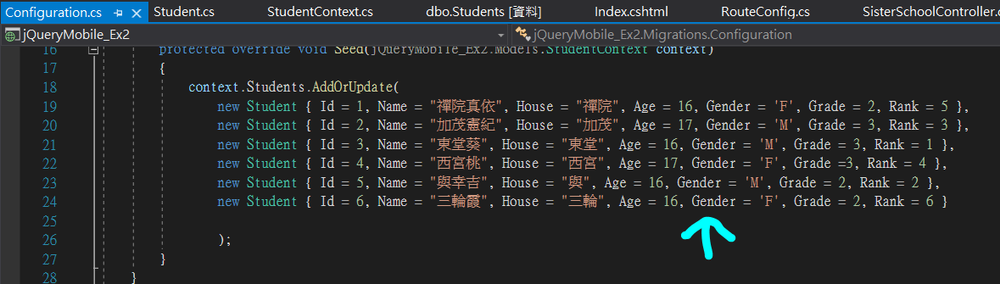 Configuration.cs Student.cs StudentContext.cs dbo.Students [資料] Index.cshtml RouteConfig.cs SisterSchoolController.c
jQueryMobile_Ex2 jQueryMobile_Ex2.Migrations.Configuration
16 protected override void Seed(jQueryMobile_Ex2.Models.StudentContext context)
17 {
18 context.Students.AddOrUpdate(
19 new Student { Id = 1, Name = "禪院真依", House = "禪院", Age = 16, Gender = 'F', Grade = 2, Rank = 5 },
20 new Student { Id = 2, Name = "加茂憲紀", House = "加茂", Age = 17, Gender = 'M', Grade = 3, Rank = 3 },
21 new Student { Id = 3, Name = "東堂葵", House = "東堂", Age = 16, Gender = 'M', Grade = 3, Rank = 1 },
22 new Student { Id = 4, Name = "西宮桃", House = "西宮", Age = 17, Gender = 'F', Grade =3, Rank = 4 },
23 new Student { Id = 5, Name = "與幸吉", House = "與", Age = 16, Gender = 'M', Grade = 2, Rank = 2 },
24 new Student { Id = 6, Name = "三輪霞", House = "三輪", Age = 16, Gender = 'F', Grade = 2, Rank = 6 }
25
26 );
27 }
28 }